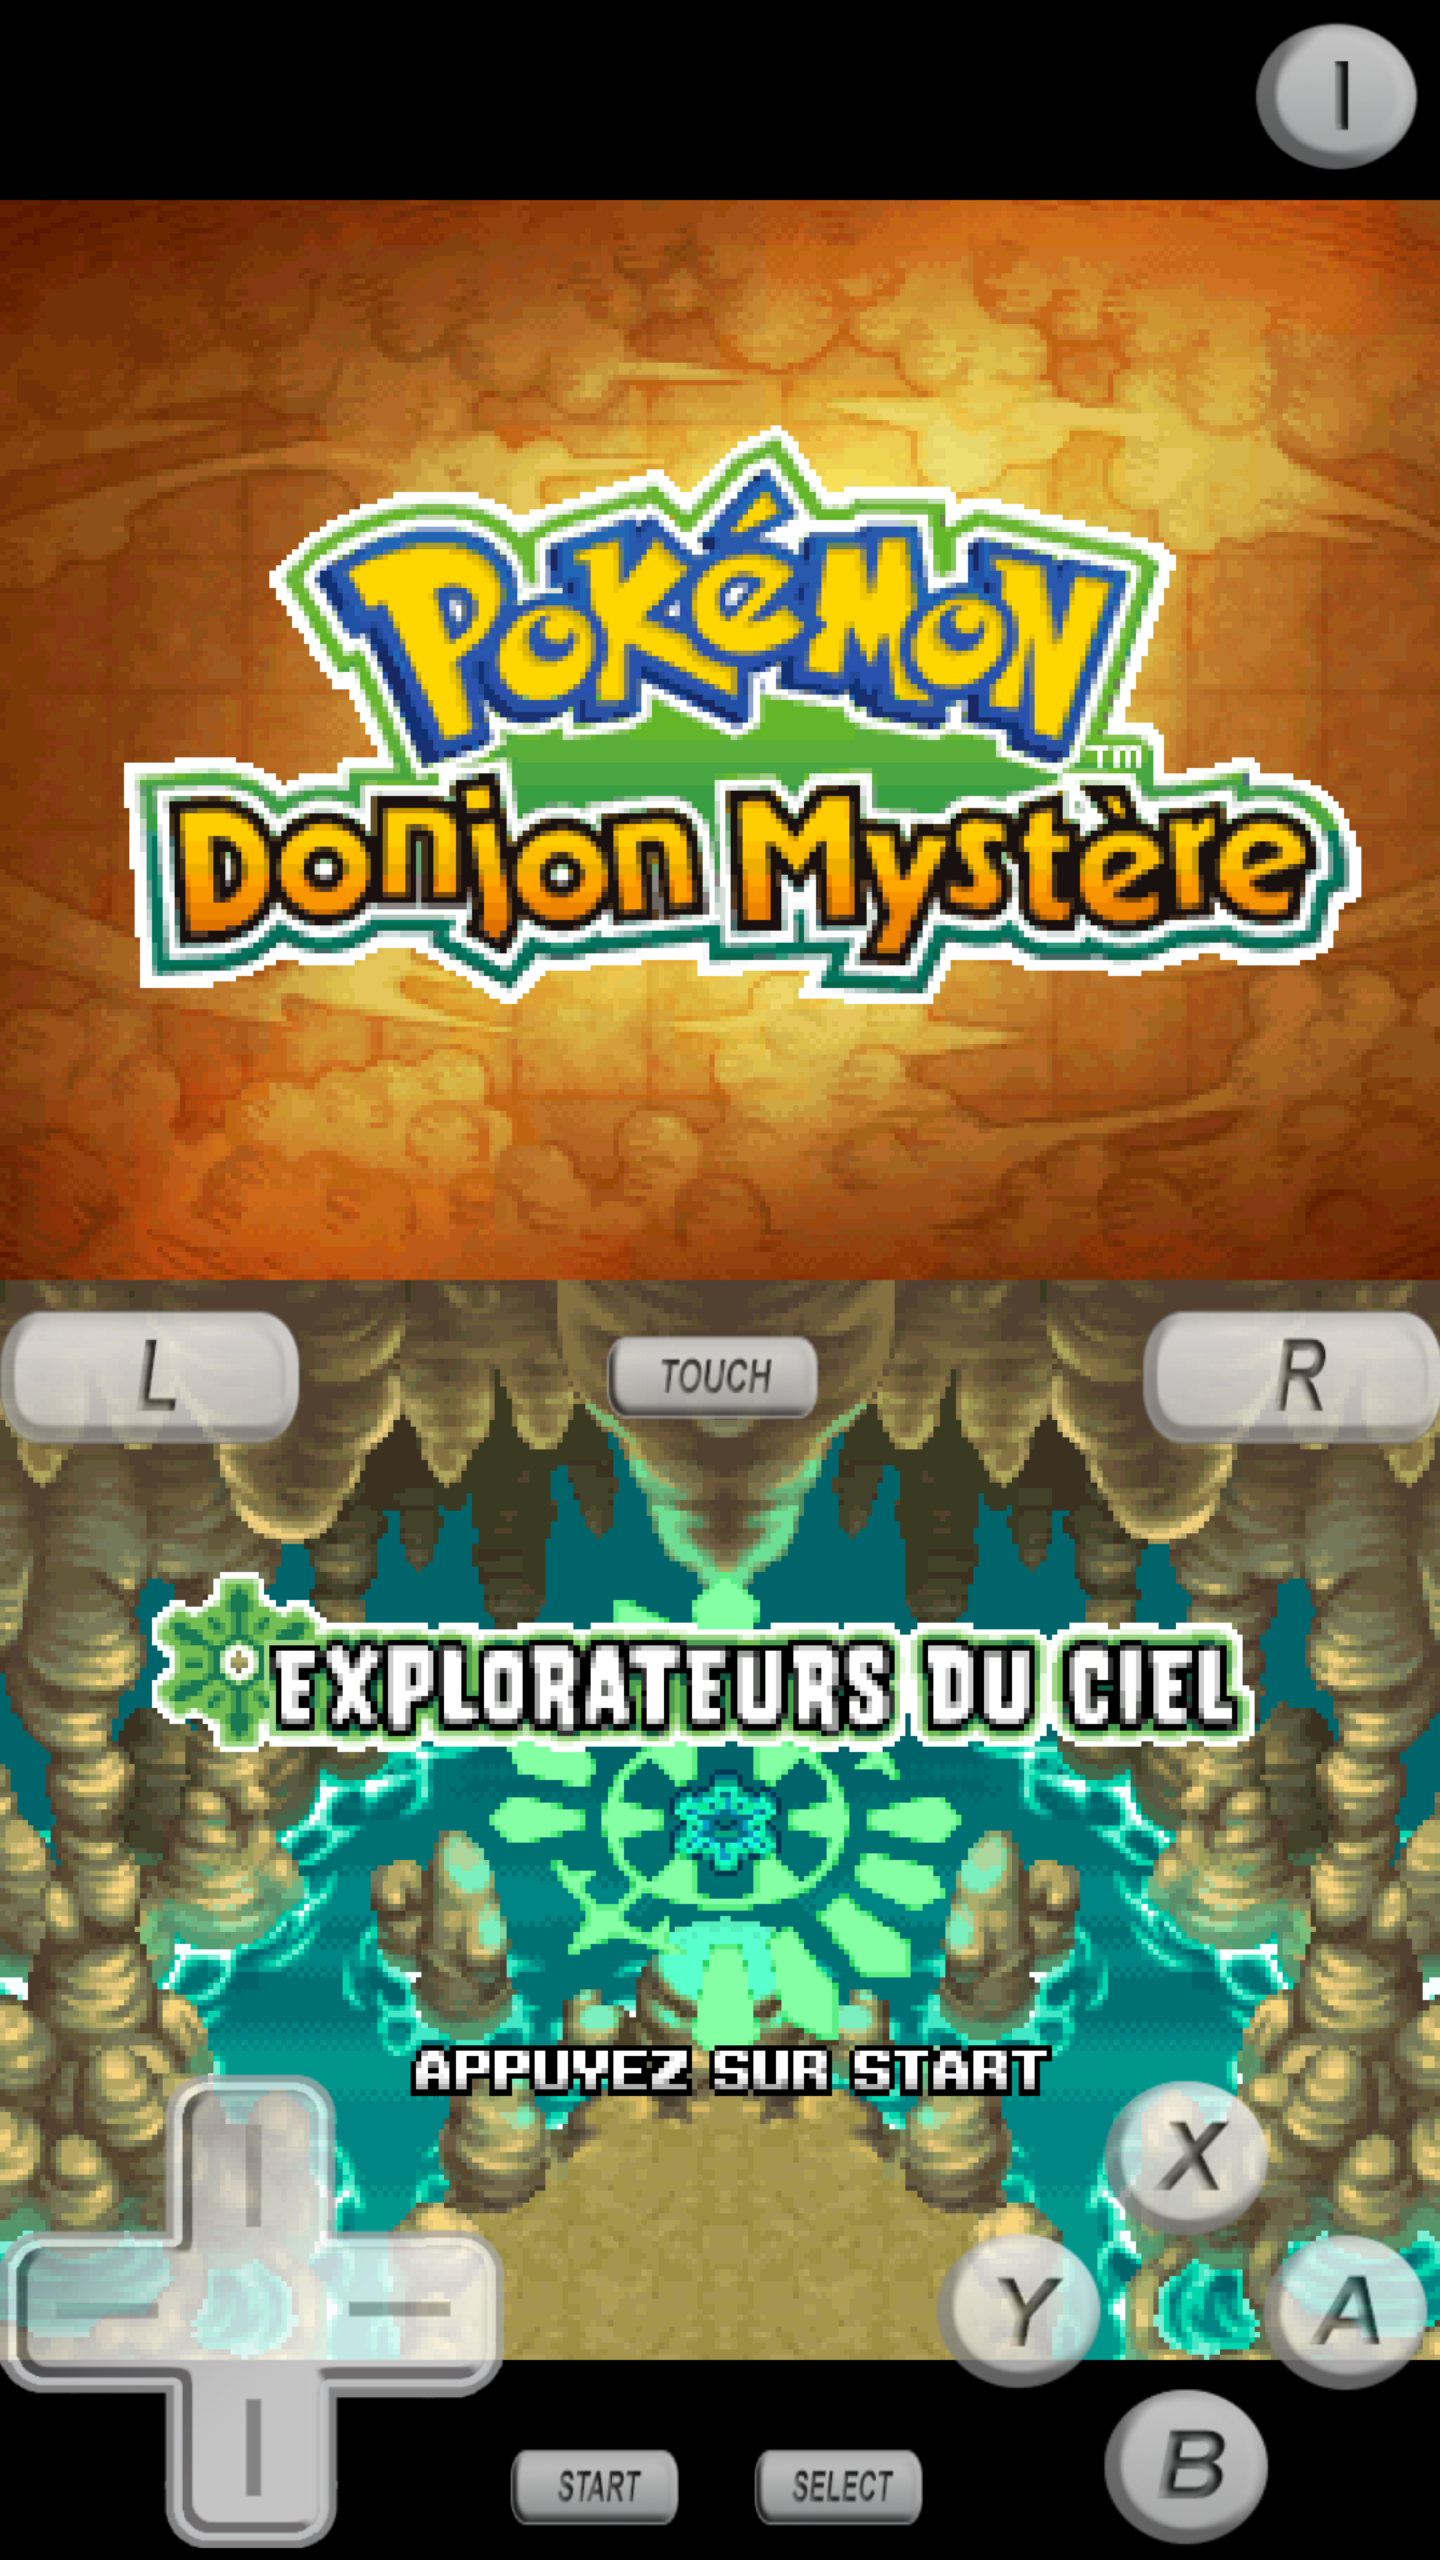 I
POKéMON
TM
Donjon Mystère
L
TOUCH
R
EXPLORATEURS DU CIEL
APPUYEZ SUR START
X
Y
A
B
START
SELECT